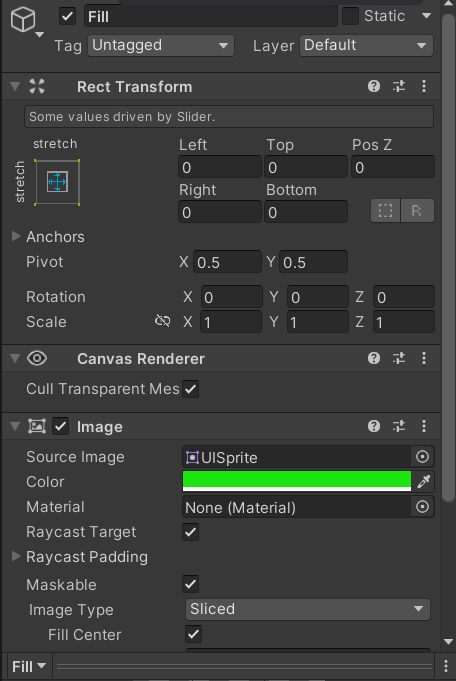 Fill Static
Tag Untagged Layer Default
Rect Transform
Some values driven by Slider.
stretch Left Top Pos Z
stretch 0 0 0
Right Bottom
0 0 R
Anchors
Pivot X 0.5 Y 0.5
Rotation X 0 Y 0 Z 0
Scale X 1 Y 1 Z 1
Canvas Renderer
Cull Transparent Mes
Image
Source Image UISprite
Color
Material None (Material)
Raycast Target
Raycast Padding
Maskable
Image Type Sliced
Fill Center
Fill